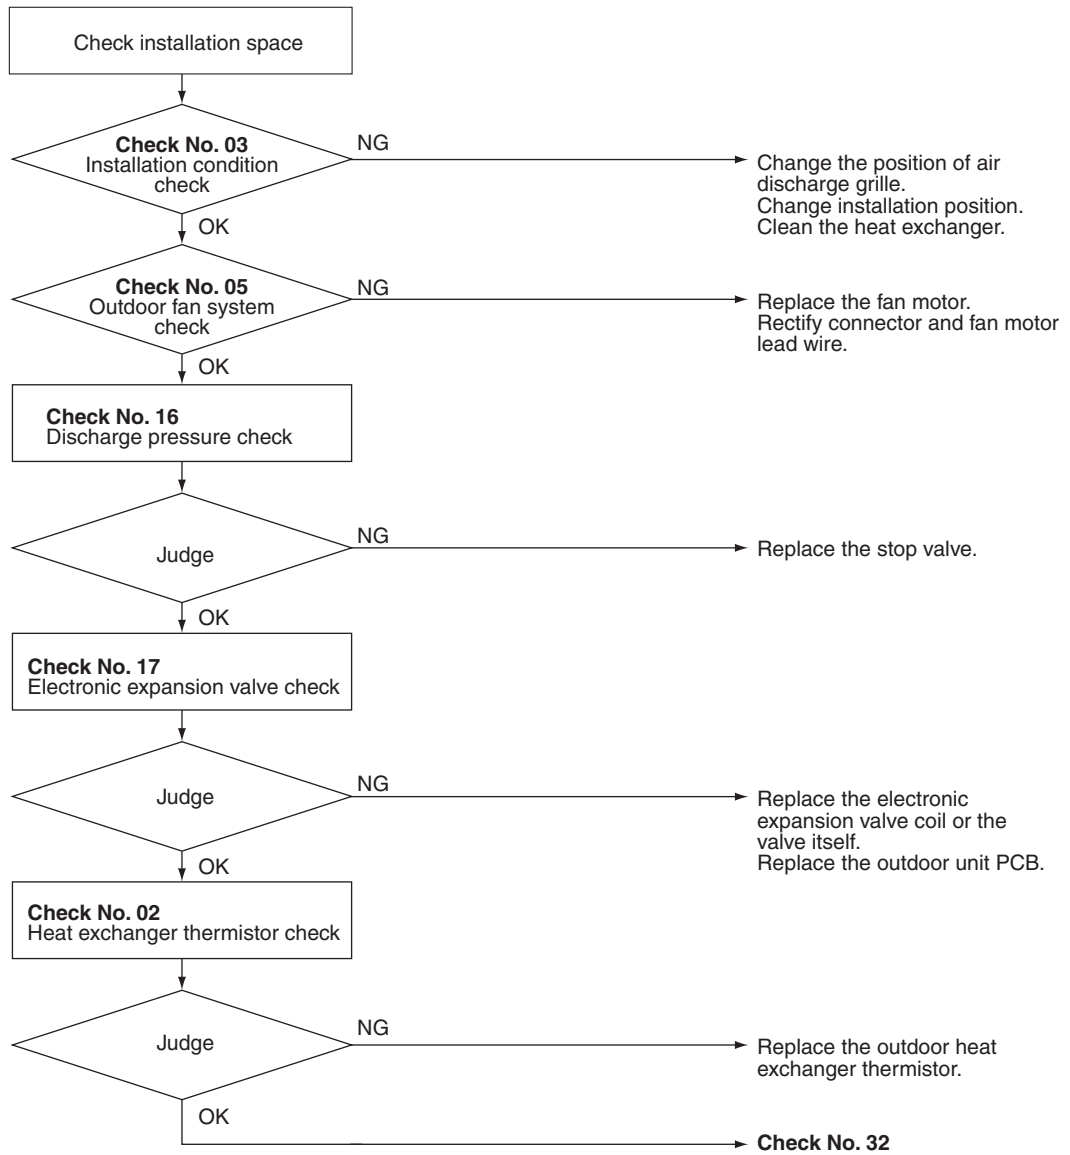 Check installation space
Check No. 03
Installation condition
check
NG
Change the position of air
discharge grille.
Change installation position.
Clean the heat exchanger.
OK
Check No. 05
Outdoor fan system
check
NG
Replace the fan motor.
Rectify connector and fan motor
lead wire.
OK
Check No. 16
Discharge pressure check
Judge
NG
Replace the stop valve.
OK
Check No. 17
Electronic expansion valve check
Judge
NG
Replace the electronic
expansion valve coil or the
valve itself.
Replace the outdoor unit PCB.
OK
Check No. 02
Heat exchanger thermistor check
Judge
NG
Replace the outdoor heat
exchanger thermistor.
OK
Check No. 32